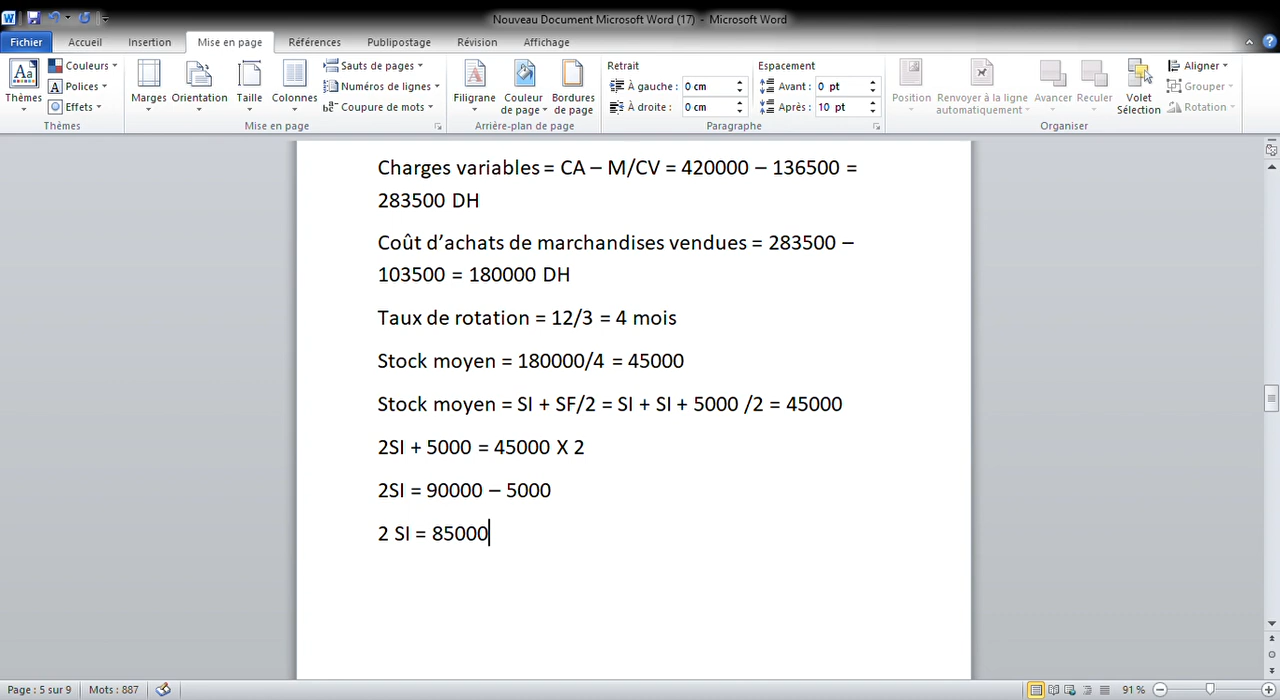 Nouveau Document Microsoft Word (17) - Microsoft Word
Fichier Accueil Insertion Mise en page Références Publipostage Révision Affichage
Couleurs Sauts de pages Retrait Espacement Aligner
Polices Numéros de lignes À gauche : 0 cm Avant : 0 pt Grouper
Thèmes Marges Orientation Taille Colonnes Filigrane Couleur de page Bordures de page Position Renvoyer à la ligne automatiquement Avancer Reculer Volet Sélection
Effets Coupure de mots À droite : 0 cm Après : 10 pt Rotation
Thèmes Mise en page Arrière-plan de page Paragraphe Organiser
Charges variables = CA – M/CV = 420000 – 136500 =
283500 DH
Coût d’achats de marchandises vendues = 283500 –
103500 = 180000 DH
Taux de rotation = 12/3 = 4 mois
Stock moyen = 180000/4 = 45000
Stock moyen = SI + SF/2 = SI + SI + 5000 /2 = 45000
2SI + 5000 = 45000 X 2
2SI = 90000 – 5000
2 SI = 85000
Page : 5 sur 9 Mots : 887 91 %